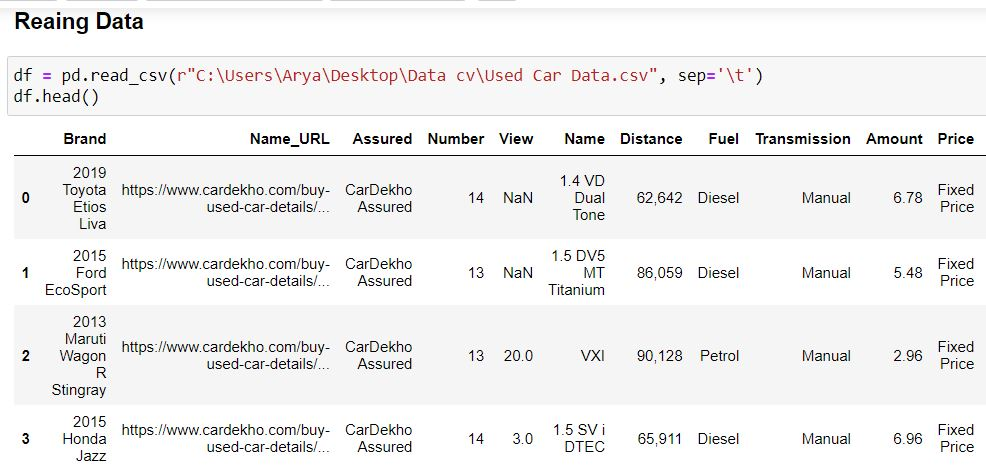 Reaing Data
df = pd.read_csv(r"C:\Users\Arya\Desktop\Data cv\Used Car Data.csv", sep='\t')
df.head()
Brand Name_URL Assured Number View Name Distance Fuel Transmission Amount Price
0 2019 Toyota Etios Liva https://www.cardekho.com/buy-used-car-details/... CarDekho Assured 14 NaN 1.4 VD Dual Tone 62,642 Diesel Manual 6.78 Fixed Price
1 2015 Ford EcoSport https://www.cardekho.com/buy-used-car-details/... CarDekho Assured 13 NaN 1.5 DV5 MT Titanium 86,059 Diesel Manual 5.48 Fixed Price
2 2013 Maruti Wagon R Stingray https://www.cardekho.com/buy-used-car-details/... CarDekho Assured 13 20.0 VXI 90,128 Petrol Manual 2.96 Fixed Price
3 2015 Honda Jazz https://www.cardekho.com/buy-used-car-details/... CarDekho Assured 14 3.0 1.5 SV i DTEC 65,911 Diesel Manual 6.96 Fixed Price